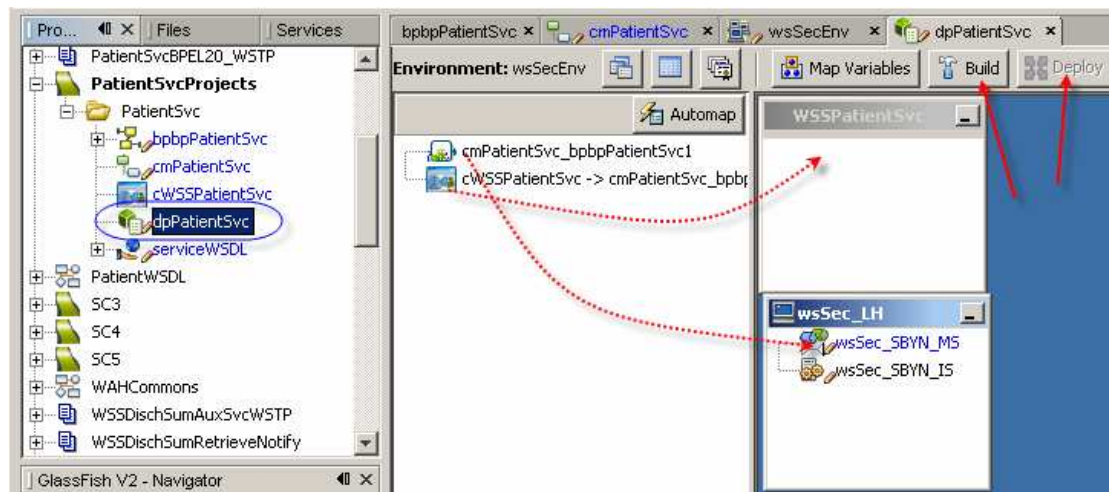 Pro...
Files
Services
PatientSvcBPEL20_WSTP
PatientSvcProjects
PatientSvc
bpbpPatientSvc
cmPatientSvc
cWSSPatientSvc
dpPatientSvc
serviceWSDL
PatientWSDL
SC3
SC4
SC5
WAHCommons
WSSDischSumAuxSvcWSTP
WSSDischSumRetrieveNotify
GlassFish V2 - Navigator
bpbpPatientSvc
cmPatientSvc
wsSecEnv
dpPatientSvc
Environment: wsSecEnv
Map Variables
Build
Deploy
Automap
cmPatientSvc_bpbpPatientSvc1
cWSSPatientSvc -> cmPatientSvc_bpbp
WSSPatientSvc
wsSec_LH
wsSec_SBYN_MS
wsSec_SBYN_IS